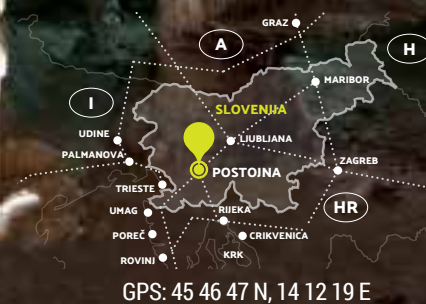 GRAZ
A
H
MARIBOR
I
SLOVENIJA
UDINE
LJUBLJANA
PALMANOVA
ZAGREB
POSTOJNA
TRIESTE
HR
UMAG
RIJEKA
POREČ
CRIKVENICA
KRK
ROVINJ
GPS: 45 46 47 N, 14 12 19 E